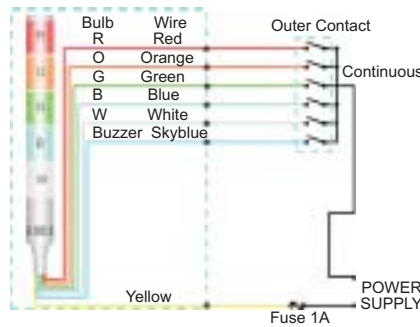 Bulb Wire
R Red
O Orange
G Green
B Blue
W White
Buzzer Skyblue
Outer Contact
Continuous
Yellow
Fuse 1A
POWER
SUPPLY